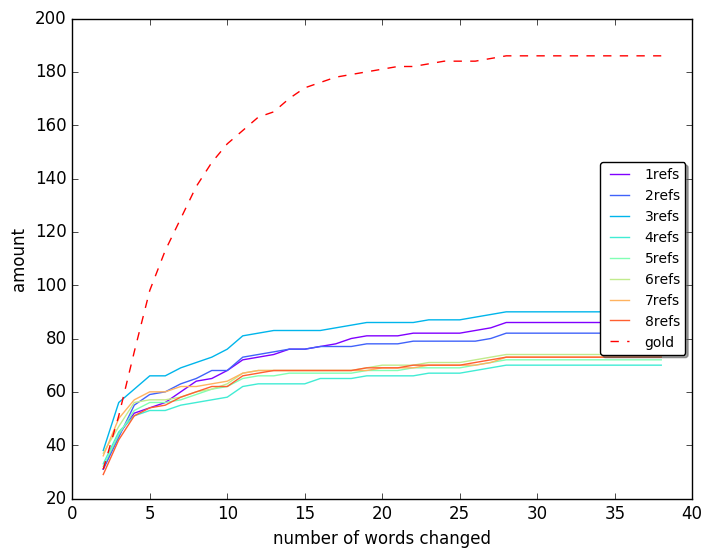 200
180
160
140
120
100
80
60
40
20
amount
0 5 10 15 20 25 30 35 40
number of words changed
1refs
2refs
3refs
4refs
5refs
6refs
7refs
8refs
gold